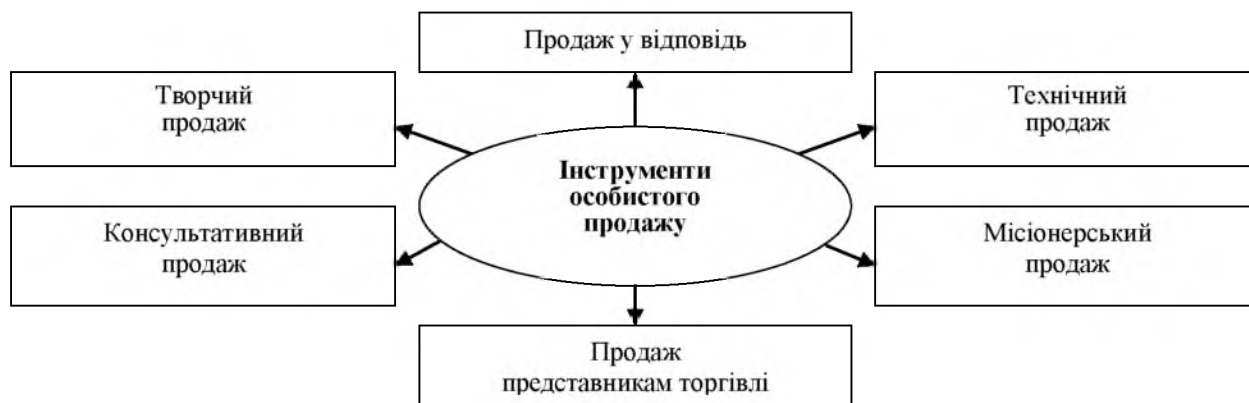 Продаж у відповідь
Творчий
продаж
Технічний
продаж
Інструменти
особистого
продажу
Консультативний
продаж
Місіонерський
продаж
Продаж
представникам торгівлі